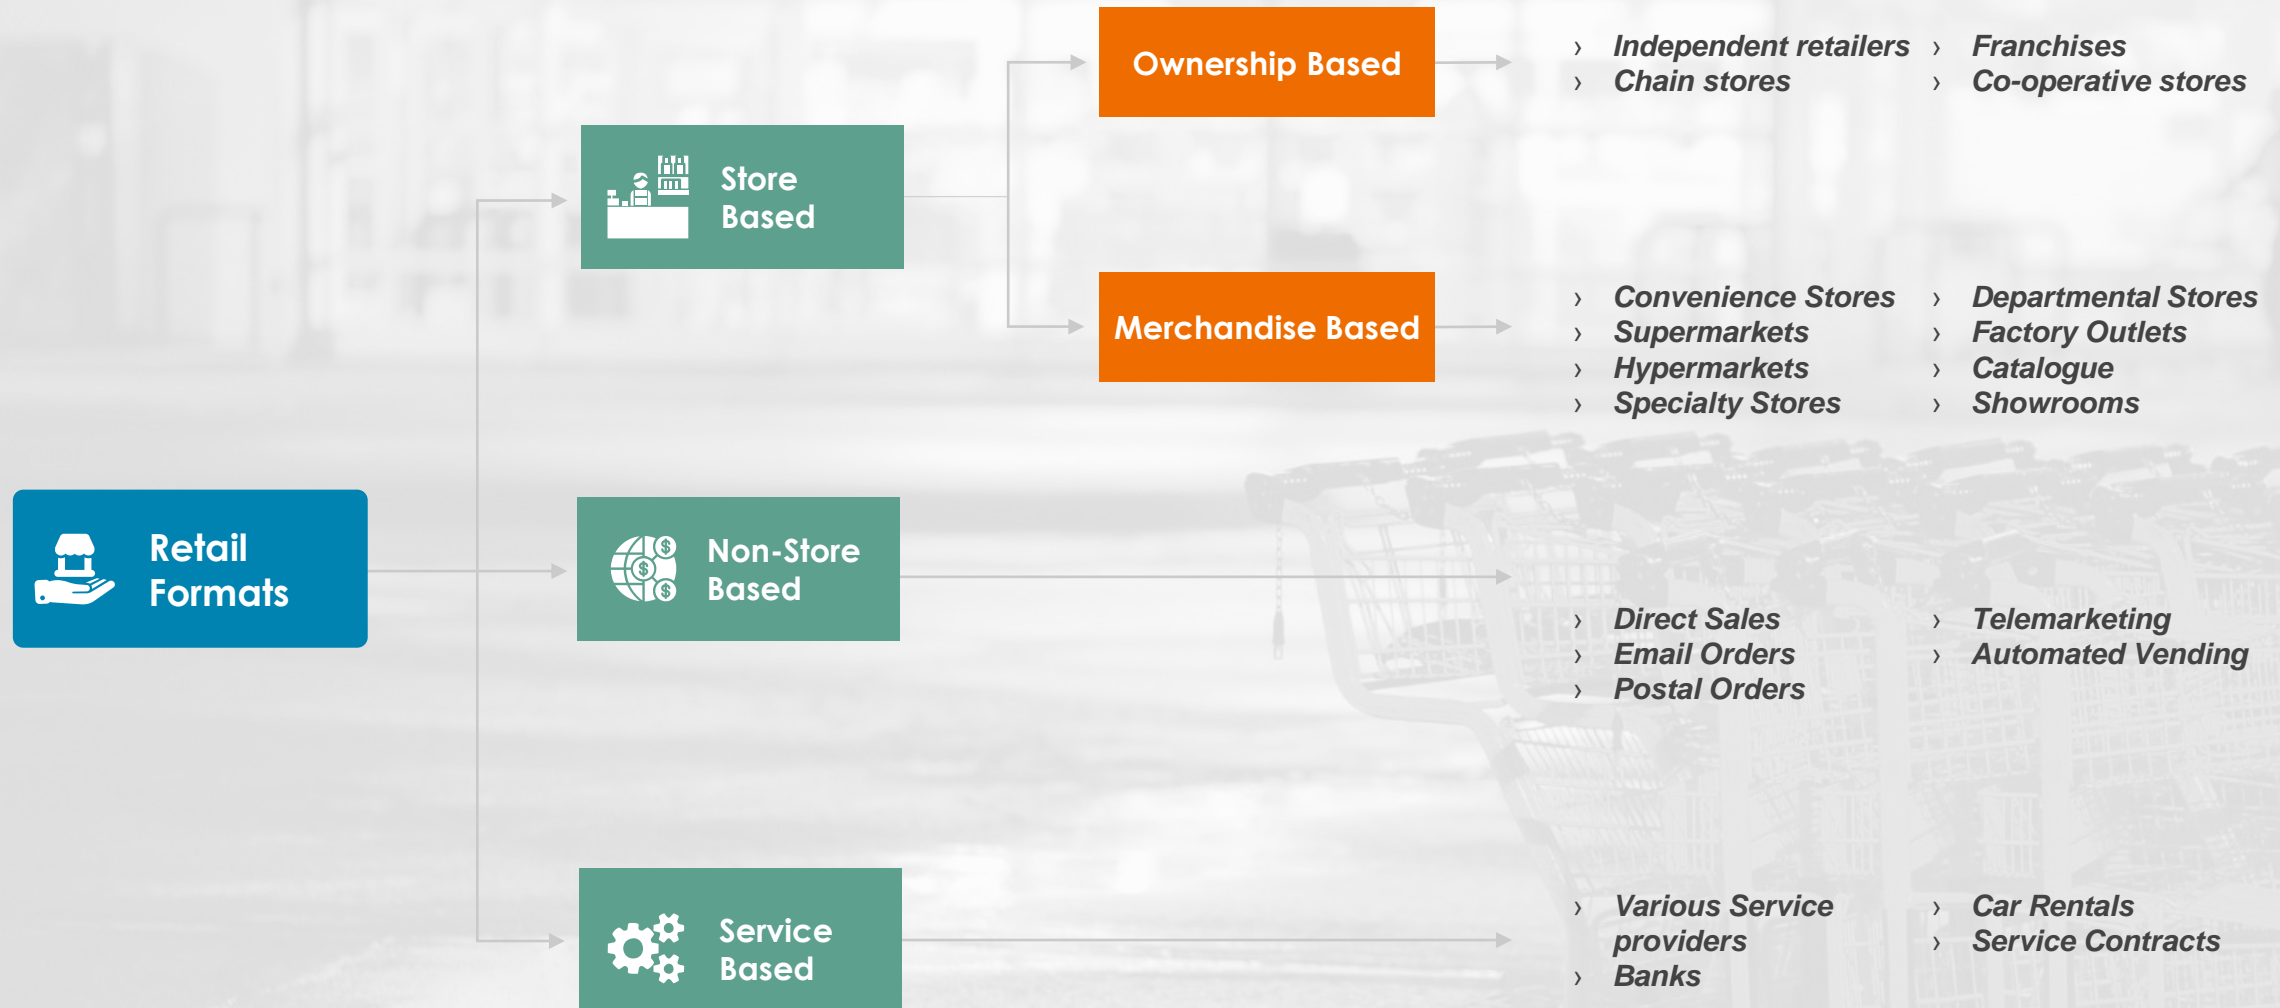 Ownership Based
› Independent retailers
› Chain stores
› Franchises
› Co-operative stores
Store
Based
Merchandise Based
› Convenience Stores
› Supermarkets
› Hypermarkets
› Specialty Stores
› Departmental Stores
› Factory Outlets
› Catalogue
› Showrooms
Retail
Formats
Non-Store
Based
› Direct Sales
› Email Orders
› Postal Orders
› Telemarketing
› Automated Vending
Service
Based
› Various Service
providers
› Banks
› Car Rentals
› Service Contracts